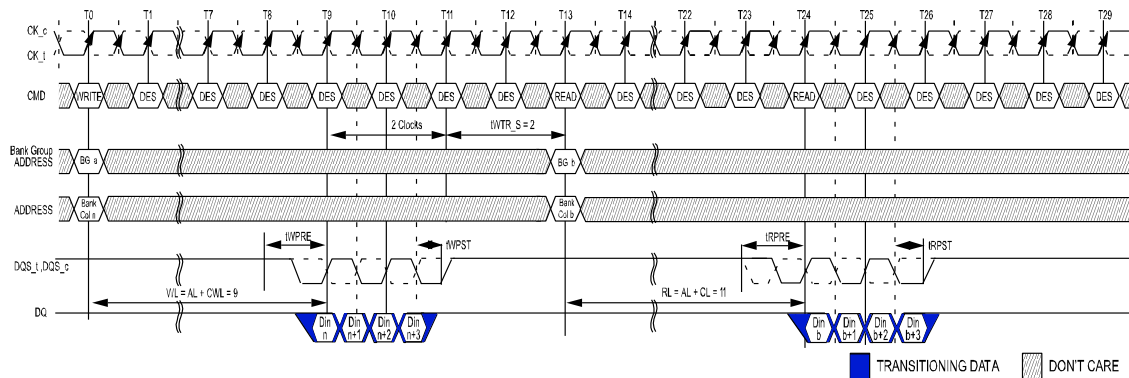 T0 T1 T7 T8 T9 T10 T11 T12 T13 T14 T22 T23 T24 T25 T26 T27 T28 T29
CK_c
CK_t
CMD WRITE DES DES DES DES DES DES DES READ DES DES DES READ DES DES DES DES DES
2 Clocks tWTR_S = 2
Bank Group
ADDRESS BG a BG b
ADDRESS Bank Col n Bank Col b
tWPRE tWPST tRPRE tRPST
DQS_t ,DQS_c
WL = AL + CWL = 9 RL = AL + CL = 11
DQ Din n Din n+1 Din n+2 Din n+3 Din b Din b+1 Din b+2 Din b+3
TRANSITIONING DATA DON'T CARE